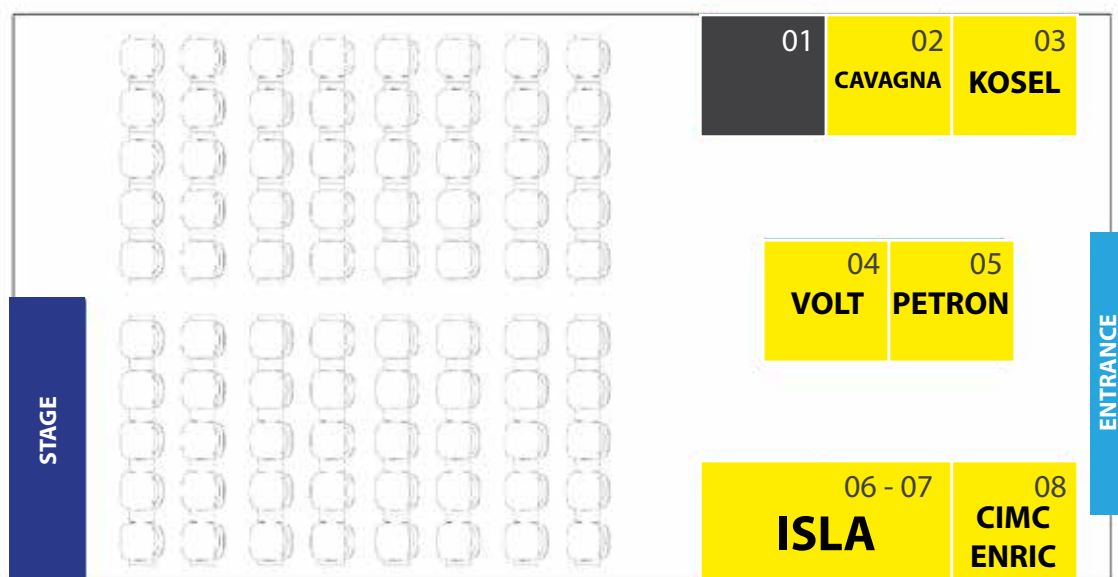 01
02
CAVAGNA
03
KOSEL
04
VOLT
05
PETRON
ENTRANCE
STAGE
06 - 07
ISLA
08
CIMC
ENRIC